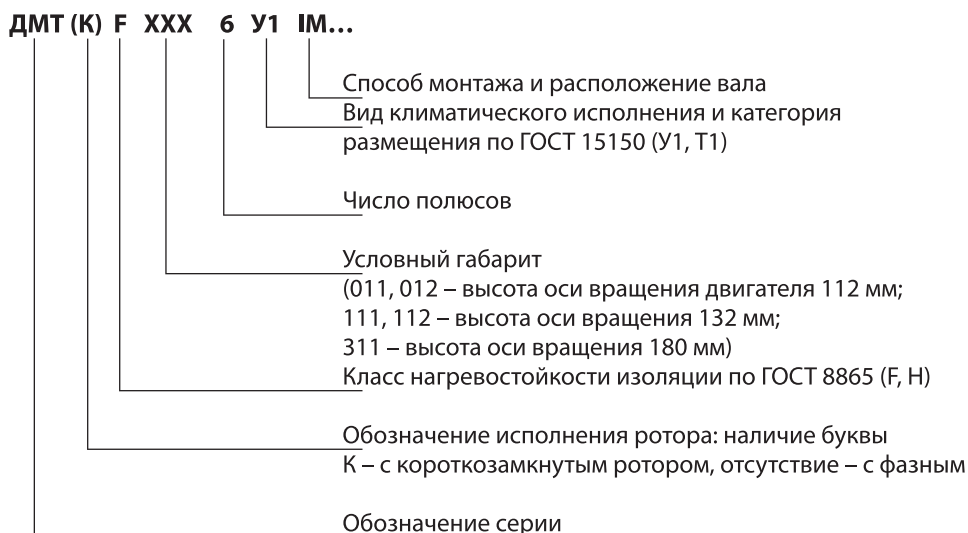 ДМТ (К) F XXX 6 У1 IM...
Способ монтажа и расположение вала
Вид климатического исполнения и категория
размещения по ГОСТ 15150 (У1, Т1)
Число полюсов
Условный габарит
(011, 012 – высота оси вращения двигателя 112 мм;
111, 112 – высота оси вращения 132 мм;
311 – высота оси вращения 180 мм)
Класс нагревостойкости изоляции по ГОСТ 8865 (F, H)
Обозначение исполнения ротора: наличие буквы
К – с короткозамкнутым ротором, отсутствие – с фазным
Обозначение серии